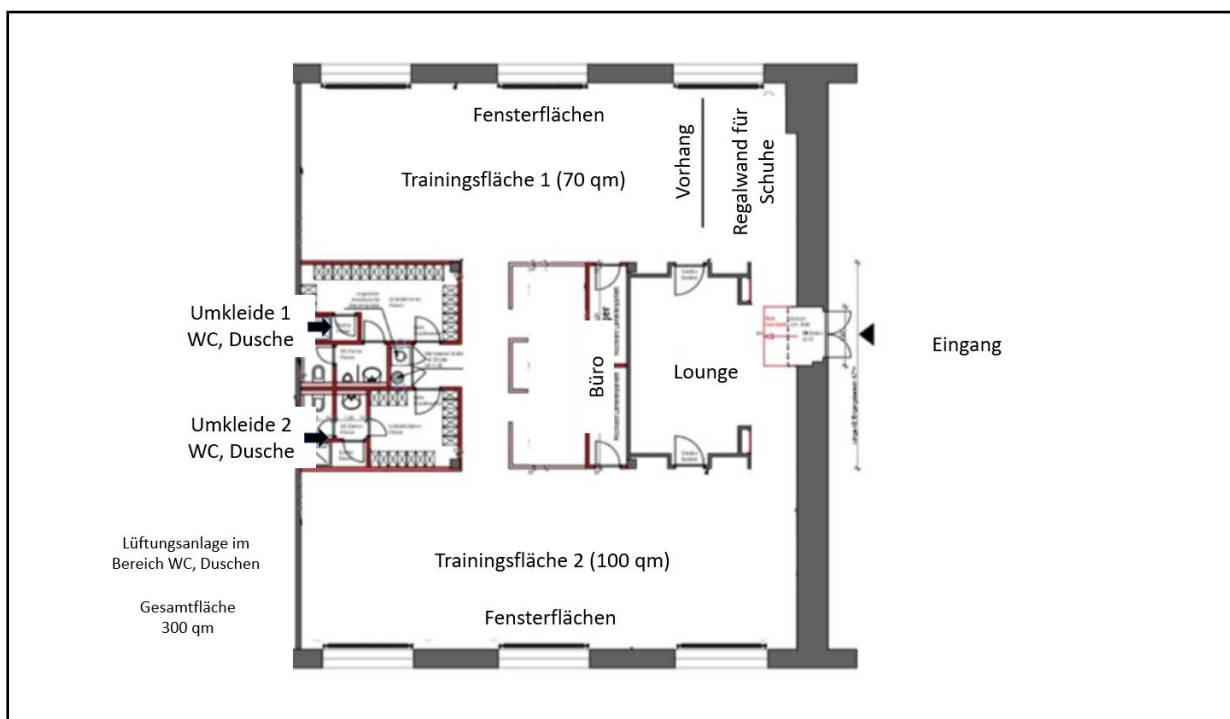 Fensterflächen
Trainingsfläche 1 (70 qm)
Vorhang
Regalwand für
Schuhe
Umkleide 1
WC, Dusche
Umkleide 2
WC, Dusche
Büro
Lounge
Eingang
Lüftungsanlage im
Bereich WC, Duschen
Gesamtfläche
300 qm
Trainingsfläche 2 (100 qm)
Fensterflächen